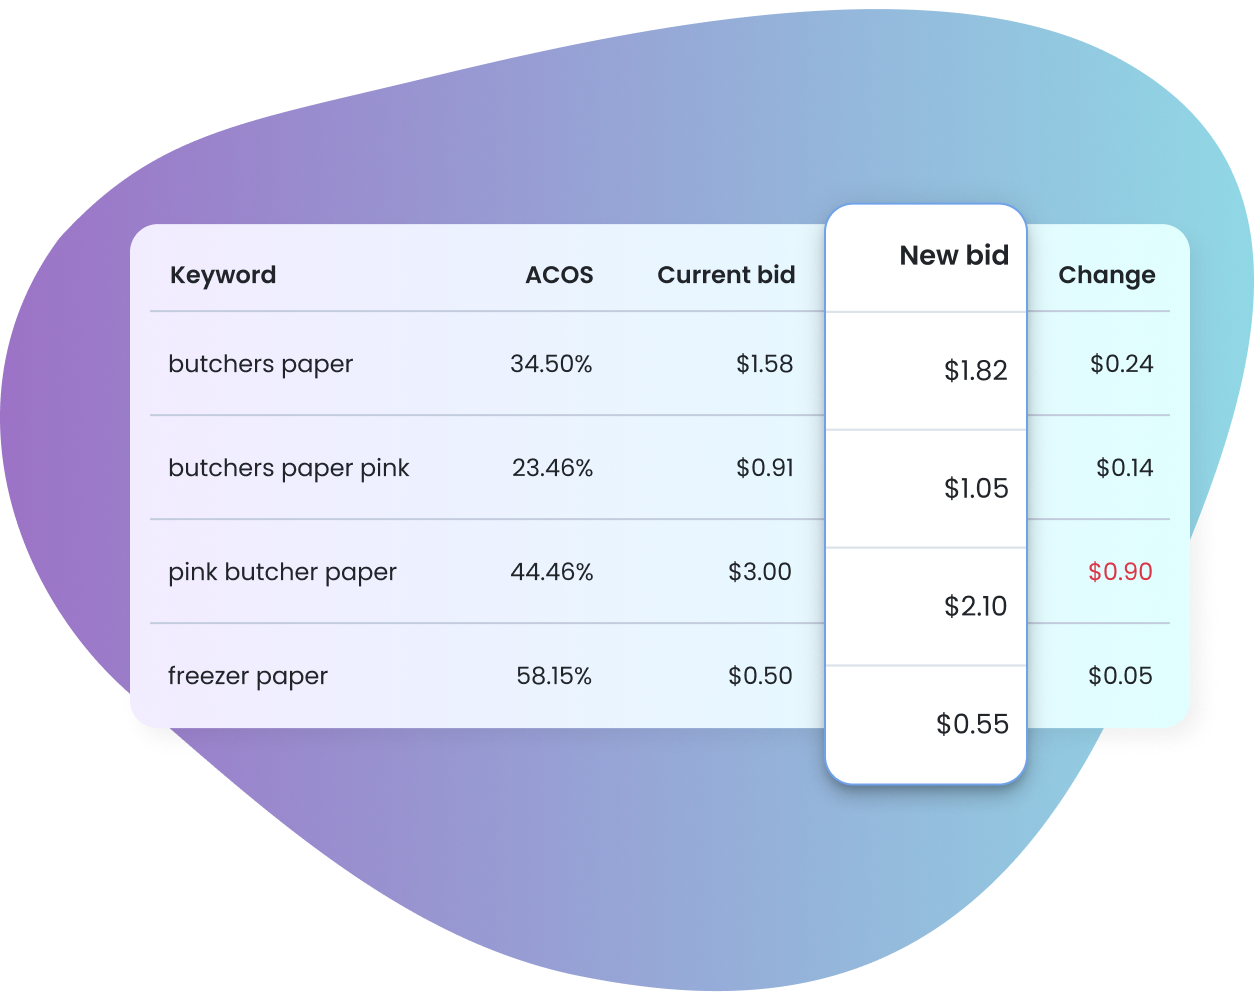 Keyword ACOS Current bid New bid Change
butchers paper 34.50% $1.58 $1.82 $0.24
butchers paper pink 23.46% $0.91 $1.05 $0.14
pink butcher paper 44.46% $3.00 $2.10 $0.90
freezer paper 58.15% $0.50 $0.55 $0.05